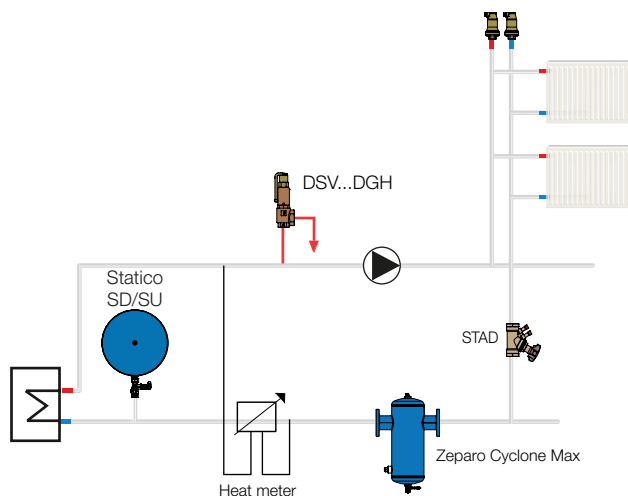 DSV...DGH
Statico
SD/SU
STAD
Zeparo Cyclone Max
Heat meter